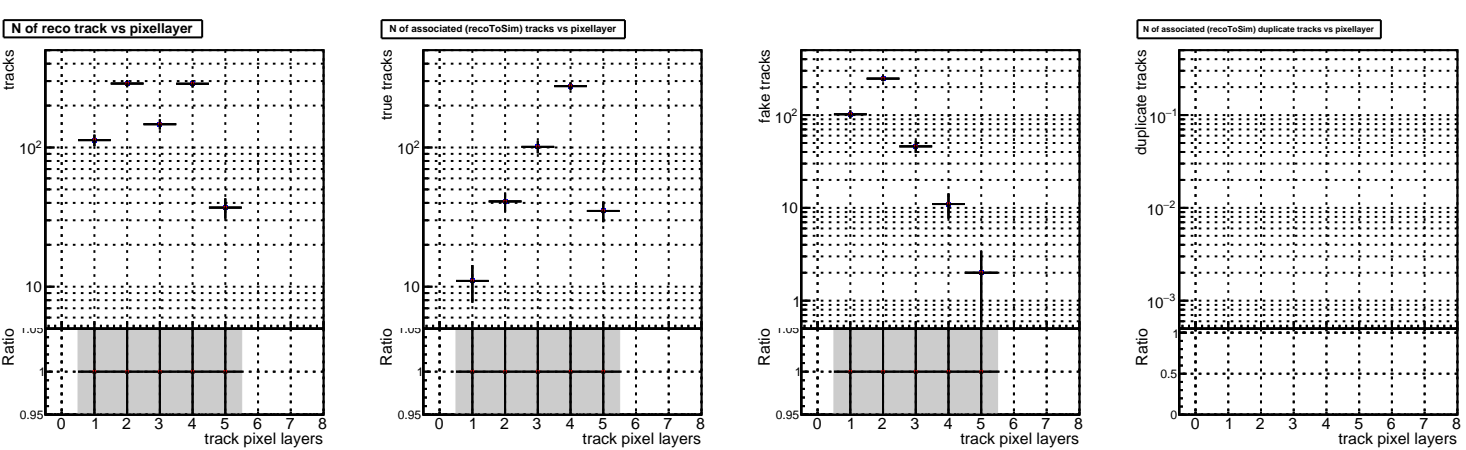 N of reco track vs pixellayer
tracks
10²
10
Ratio
1.05
1
0.95
0 1 2 3 4 5 6 7 8
track pixel layers
N of associated (recoToSim) tracks vs pixellayer
true tracks
10²
10
Ratio
1.05
1
0.95
0 1 2 3 4 5 6 7 8
track pixel layers
fake tracks
10²
10
1
Ratio
1.05
1
0.95
0 1 2 3 4 5 6 7 8
track pixel layers
N of associated (recoToSim) duplicate tracks vs pixellayer
duplicate tracks
10⁻¹
10⁻²
10⁻³
Ratio
1
0.5
0
0 1 2 3 4 5 6 7 8
track pixel layers